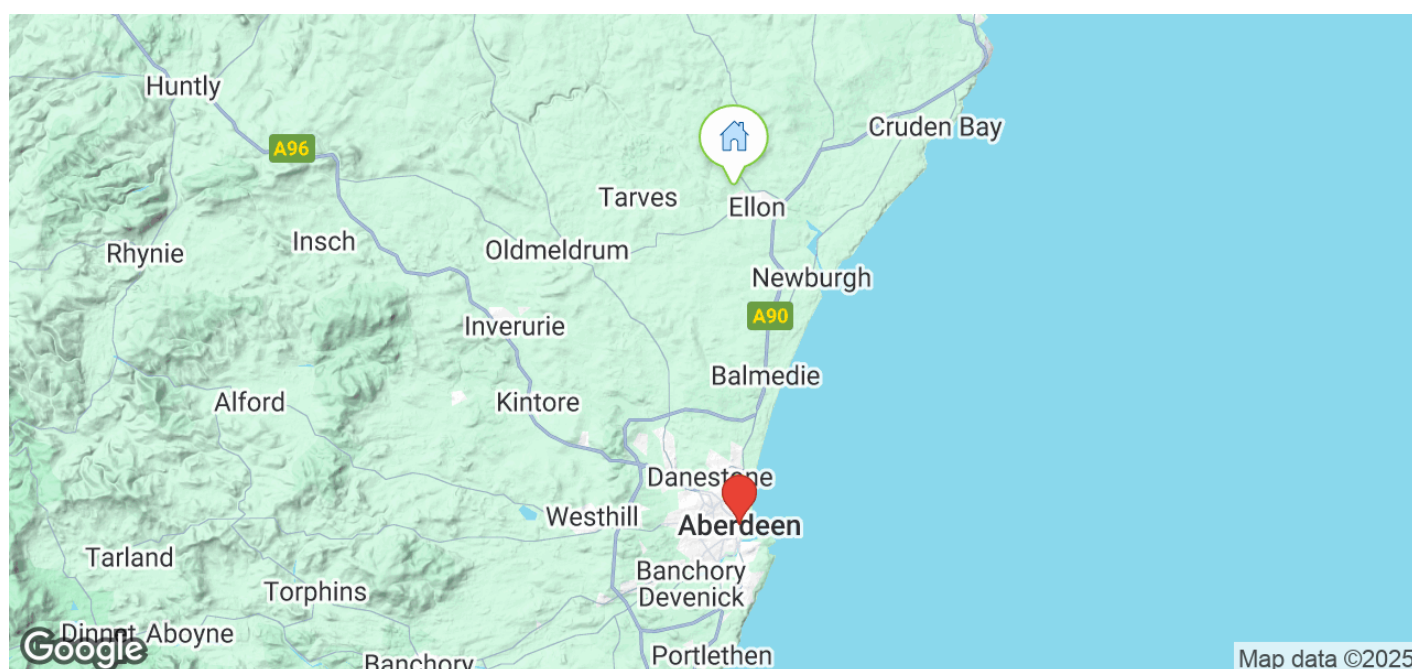 Huntly
A96
Cruden Bay
Tarves
Ellon
Rhynie
Insch
Oldmeldrum
Newburgh
A90
Inverurie
Balmedie
Alford
Kintore
Danestone
Westhill
Aberdeen
Tarland
Torphins
Banchory
Devenick
Dinnet
Aboyne
Google
Banchory
Portlethen
Map data ©2025